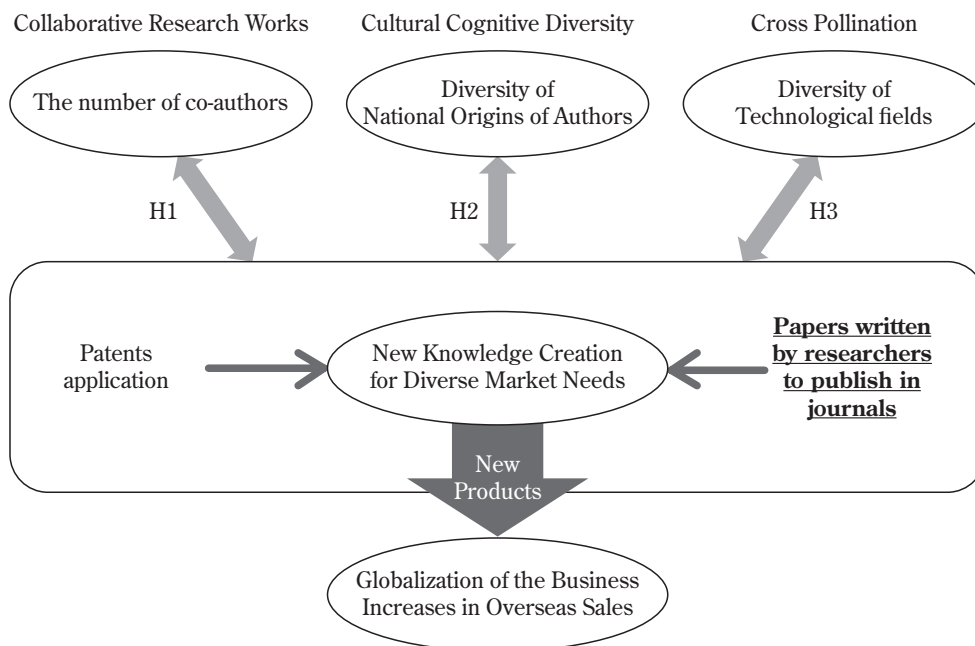 Collaborative Research Works
Cultural Cognitive Diversity
Cross Pollination
The number of co-authors
Diversity of
National Origins of Authors
Diversity of
Technological fields
H1
H2
H3
Patents
application
New Knowledge Creation
for Diverse Market Needs
Papers written
by researchers
to publish in
journals
New
Products
Globalization of the Business
Increases in Overseas Sales